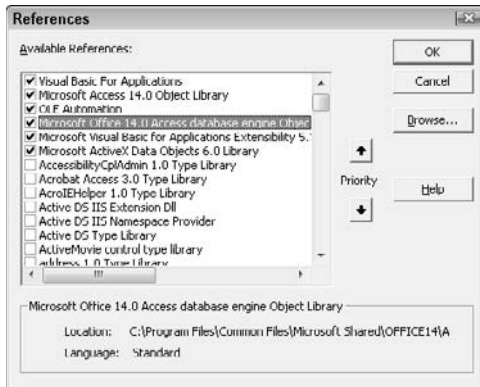 References
Available References:
Visual Basic For Applications
Microsoft Access 14.0 Object Library
OLE Automation
Microsoft Office 14.0 Access database engine Objec
Microsoft Visual Basic for Applications Extensibility 5.
Microsoft ActiveX Data Objects 6.0 Library
AccessibilityCplAdmin 1.0 Type Library
Acrobat Access 3.0 Type Library
AcroIEHelper 1.0 Type Library
Active DS IIS Extension Dll
Active DS IIS Namespace Provider
Active DS Type Library
ActiveMovie control type library
address 1.0 Type Library
OK
Cancel
Browse...
Priority
Help
Microsoft Office 14.0 Access database engine Object Library
Location: C:\Program Files\Common Files\Microsoft Shared\OFFICE14\A
Language: Standard